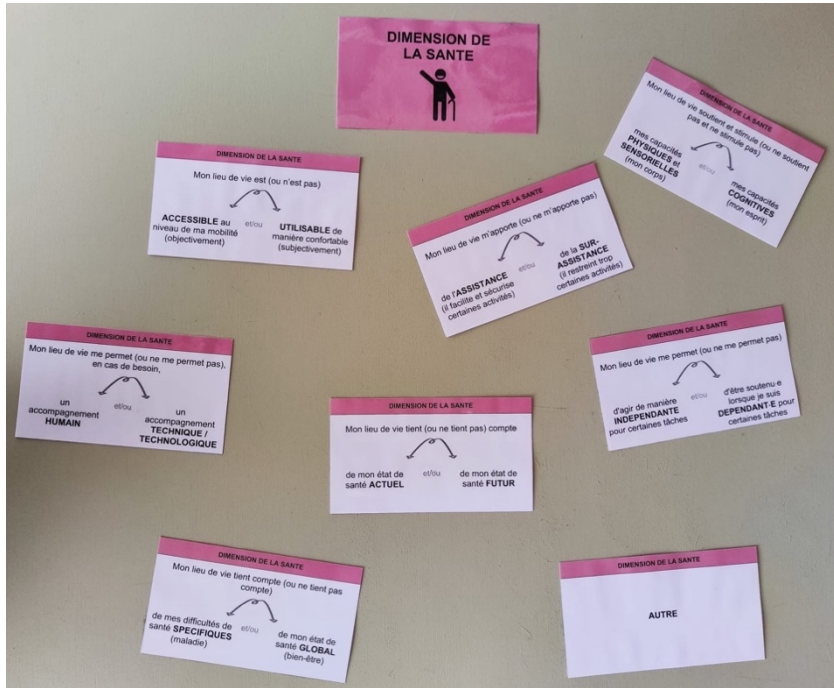 DIMENSION DE
LA SANTE
DIMENSION DE LA SANTE
Mon lieu de vie soutient et stimule (ou ne soutient
pas et ne stimule pas)
mes capacités
PHYSIQUES et
SENSORIELLES
(mon corps)
et/ou
mes capacités
COGNITIVES
(mon esprit)
DIMENSION DE LA SANTE
Mon lieu de vie est (ou n'est pas)
ACCESSIBLE au
niveau de ma mobilité
(objectivement)
et/ou
UTILISABLE de
manière confortable
(subjectivement)
DIMENSION DE LA SANTE
Mon lieu de vie m'apporte (ou ne m'apporte pas)
de l'ASSISTANCE
(il facilite et sécurise
certaines activités)
et/ou
de la SUR-
ASSISTANCE
(il restreint trop
certaines activités)
DIMENSION DE LA SANTE
Mon lieu de vie me permet (ou ne me permet pas),
en cas de besoin,
un
accompagnement
HUMAIN
et/ou
un
accompagnement
TECHNIQUE /
TECHNOLOGIQUE
DIMENSION DE LA SANTE
Mon lieu de vie tient (ou ne tient pas) compte
de mon état de
santé ACTUEL
et/ou
de mon état de
santé FUTUR
DIMENSION DE LA SANTE
Mon lieu de vie me permet (ou ne me permet pas)
d'agir de manière
INDEPENDANTE
pour certaines tâches
et/ou
d'être soutenu·e
lorsque je suis
DEPENDANT·E pour
certaines tâches
DIMENSION DE LA SANTE
Mon lieu de vie tient compte (ou ne tient pas
compte)
de mes difficultés de
santé SPECIFIQUES
(maladie)
et/ou
de mon état de
santé GLOBAL
(bien-être)
DIMENSION DE LA SANTE
AUTRE